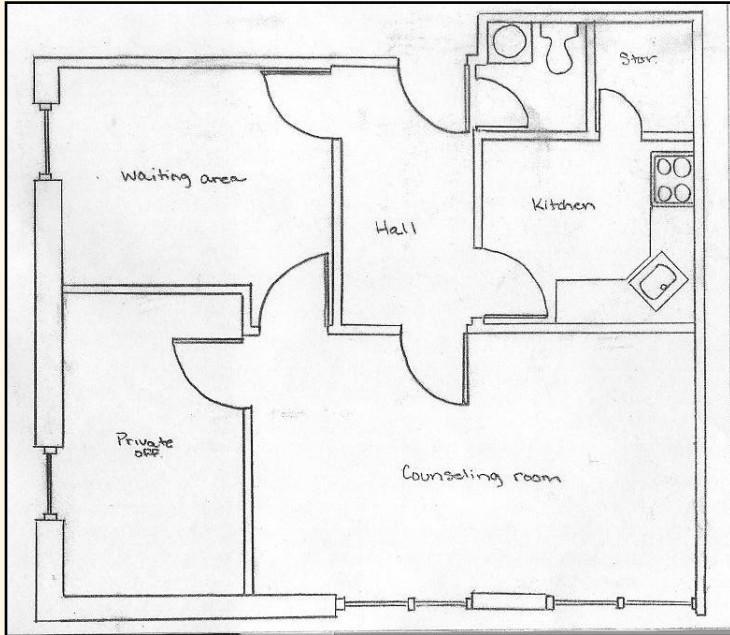 Stor.
Waiting area
Kitchen
Hall
Private
off.
Counseling room